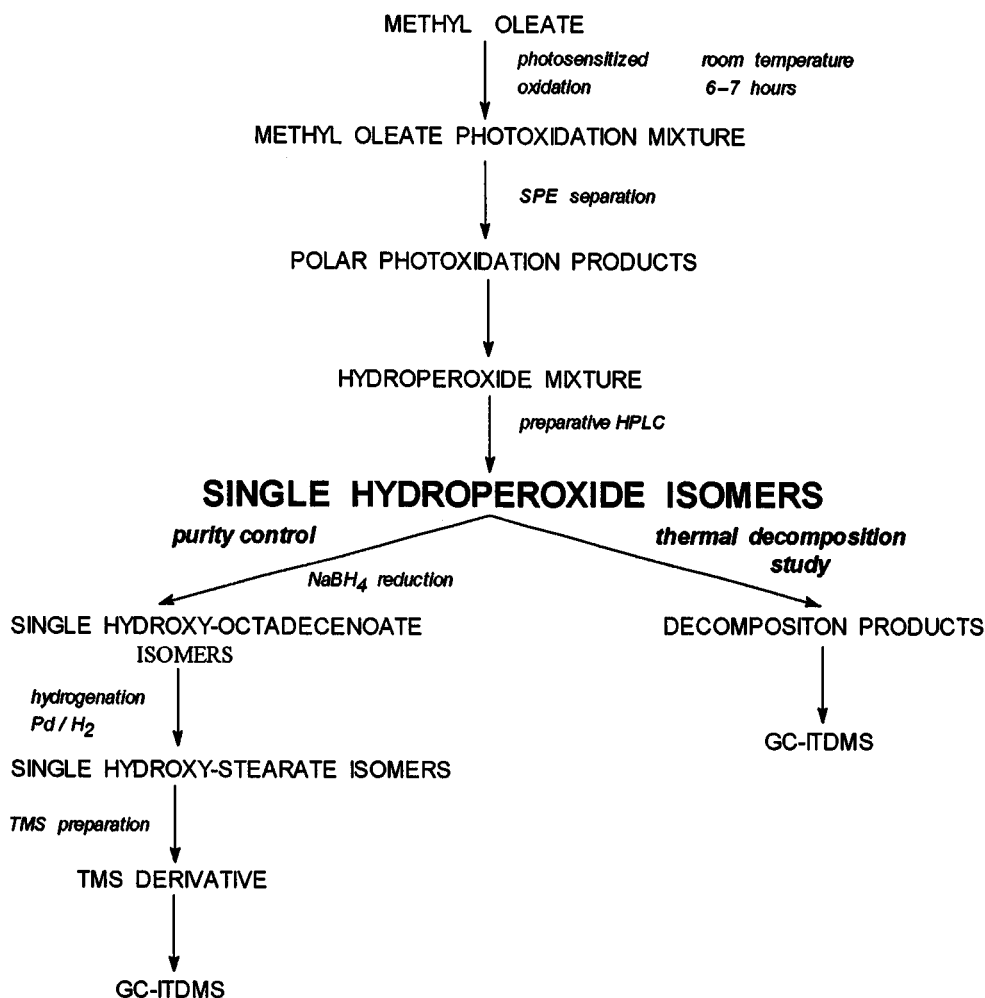 METHYL OLEATE
photosensitized room temperature
oxidation 6–7 hours
METHYL OLEATE PHOTOXIDATION MIXTURE
SPE separation
POLAR PHOTOXIDATION PRODUCTS
HYDROPEROXIDE MIXTURE
preparative HPLC
SINGLE HYDROPEROXIDE ISOMERS
purity control
thermal decomposition
study
NaBH4 reduction
SINGLE HYDROXY-OCTADECENOATE
ISOMERS
DECOMPOSITON PRODUCTS
hydrogenation
Pd / H2
GC-ITDMS
SINGLE HYDROXY-STEARATE ISOMERS
TMS preparation
TMS DERIVATIVE
GC-ITDMS